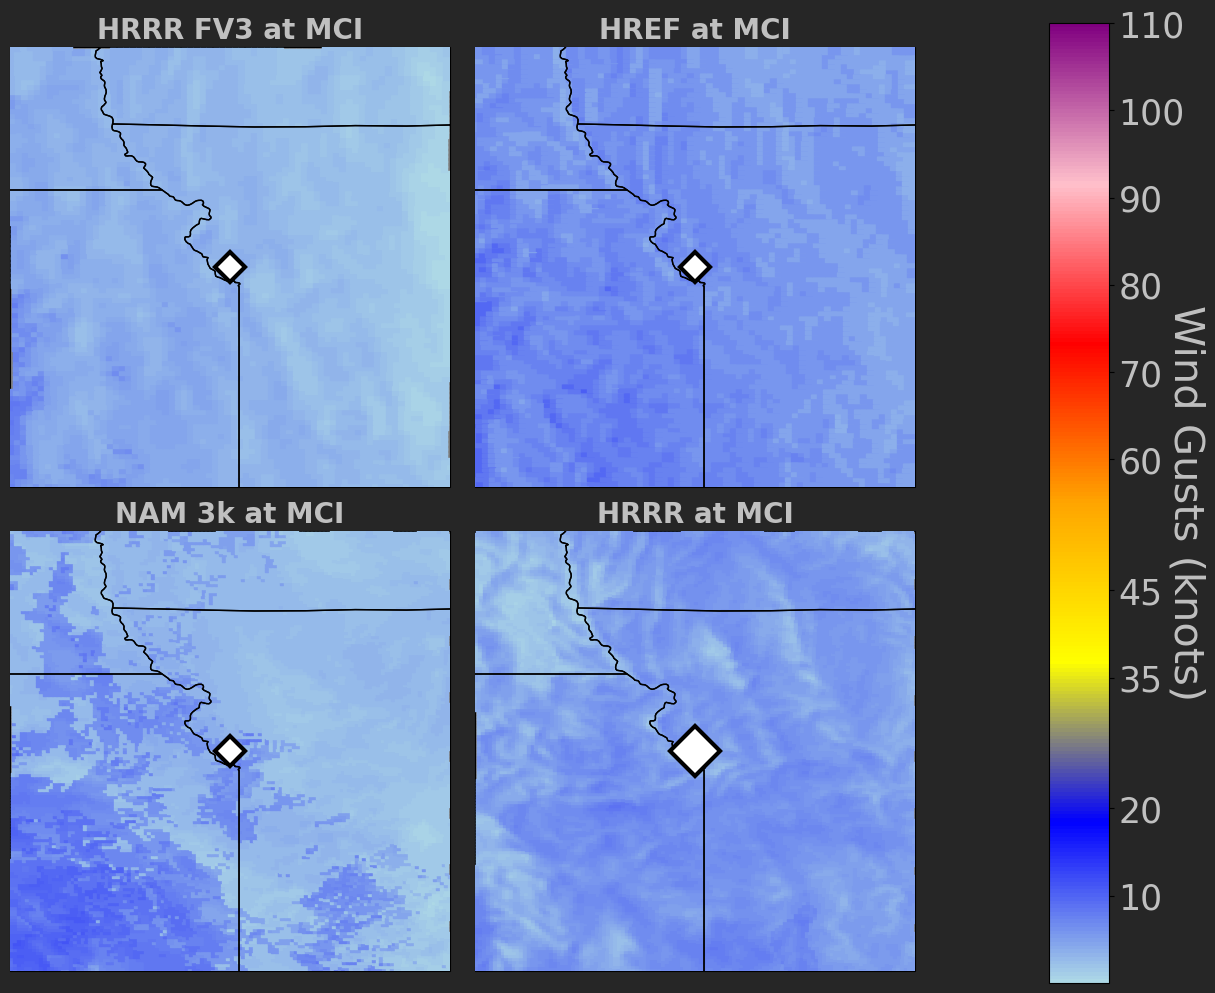 HRRR FV3 at MCI
HREF at MCI
NAM 3k at MCI
HRRR at MCI
110
100
90
80
70
60
45
35
20
10
Wind Gusts (knots)